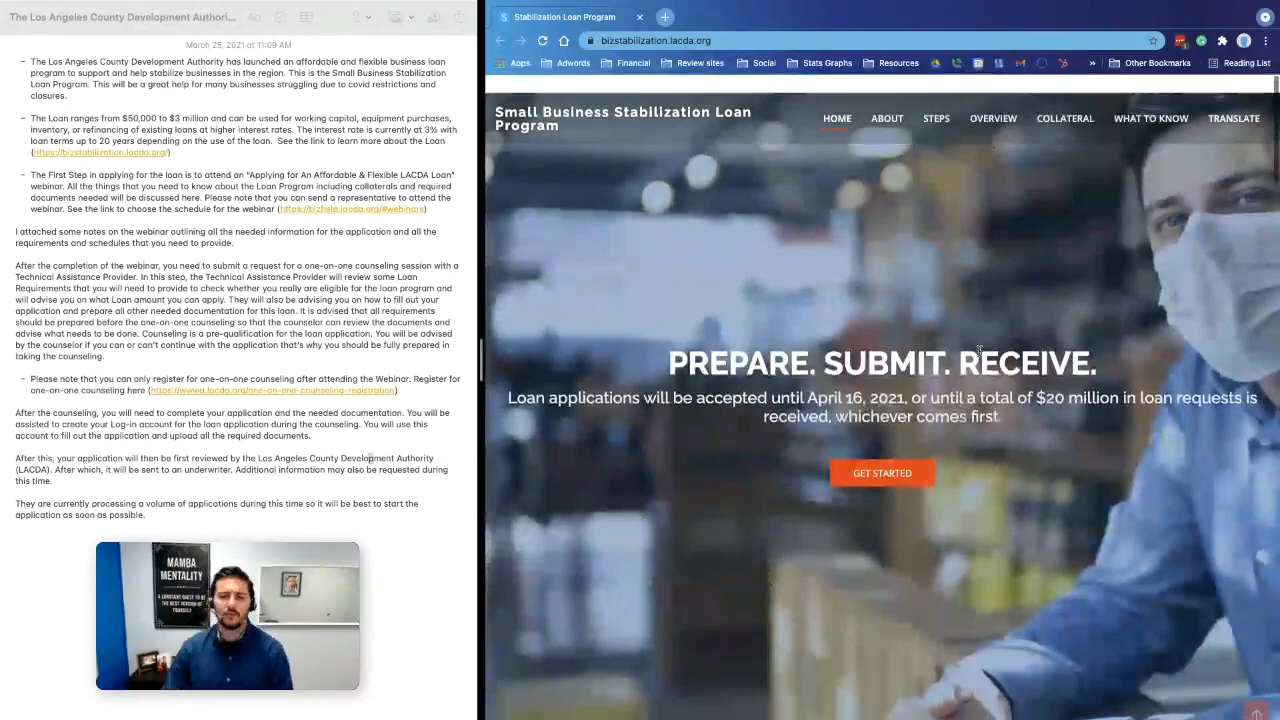 The Los Angeles County Development Authori...
March 25, 2021 at 11:09 AM
– The Los Angeles County Development Authority has launched an affordable and flexible business loan
program to support and help stabilize businesses in the region. This is the Small Business Stabilization
Loan Program. This will be a great help for many businesses struggling due to covid restrictions and
closures.
– The Loan ranges from $50,000 to $3 million and can be used for working capital, equipment purchases,
inventory, or refinancing of existing loans at higher interest rates. The interest rate is currently at 3% with
loan terms up to 20 years depending on the use of the loan. See the link to learn more about the Loan
(https://bizstabilization.lacda.org/)
– The First Step in applying for the loan is to attend an “Applying for An Affordable & Flexible LACDA Loan”
webinar. All the things that you need to know about the Loan Program including collaterals and required
documents needed will be discussed here. Please note that you can send a representative to attend the
webinar. See the link to choose the schedule for the webinar (https://bizhelp.lacda.org/#webinars)
I attached some notes on the webinar outlining all the needed information for the application and all the
requirements and schedules that you need to provide.
After the completion of the webinar, you need to submit a request for a one-on-one counseling session with a
Technical Assistance Provider. In this step, the Technical Assistance Provider will review some Loan
Requirements that you will need to provide to check whether you really are eligible for the loan program and
will advise you on what Loan amount you can apply. They will also be advising you on how to fill out your
application and prepare all other needed documentation for this loan. It is advised that all requirements
should be prepared before the one-on-one counseling so that the counselor can review the documents and
advise what needs to be done. Counseling is a pre-qualification for the loan application. You will be advised
by the counselor if you can or can't continue with the application that's why you should be fully prepared in
taking the counseling.
– Please note that you can only register for one-on-one counseling after attending the Webinar. Register for
one-on-one counseling here (https://wwwa.lacda.org/one-on-one-counseling-registration)
After the counseling, you will need to complete your application and the needed documentation. You will be
assisted to create your Log-in account for the loan application during the counseling. You will use this
account to fill out the application and upload all the required documents.
After this, your application will then be first reviewed by the Los Angeles County Development Authority
(LACDA). After which, it will be sent to an underwriter. Additional information may also be requested during
this time.
They are currently processing a volume of applications during this time so it will be best to start the
application as soon as possible.
MAMBA
MENTALITY
A CONSTANT QUEST TO BE
THE BEST VERSION OF
YOURSELF
Stabilization Loan Program
bizstabilization.lacda.org
Apps Adwords Financial Review sites Social Stats Graphs Resources » Other Bookmarks Reading List
Small Business Stabilization Loan
Program
HOME ABOUT STEPS OVERVIEW COLLATERAL WHAT TO KNOW TRANSLATE
PREPARE. SUBMIT. RECEIVE.
Loan applications will be accepted until April 16, 2021, or until a total of $20 million in loan requests is
received, whichever comes first.
GET STARTED